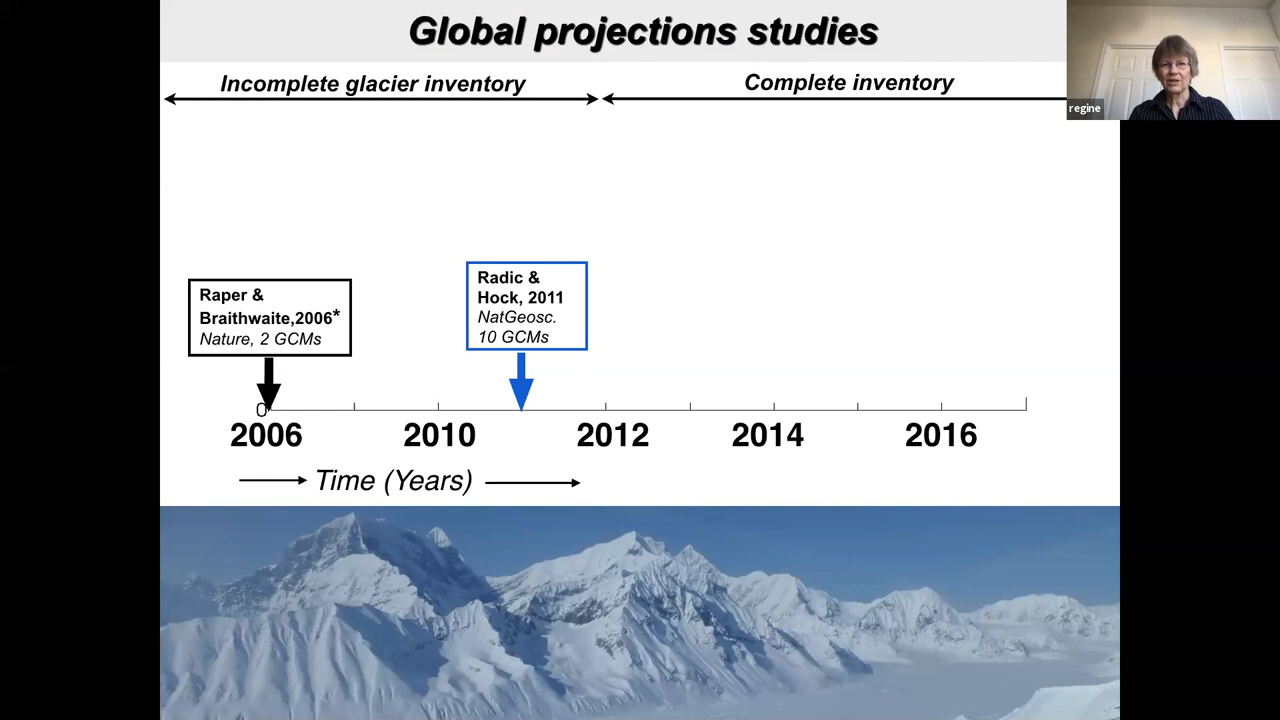 Global projections studies
Incomplete glacier inventory
Complete inventory
regine
Raper &
Braithwaite,2006*
Nature, 2 GCMs
Radic &
Hock, 2011
NatGeosc.
10 GCMs
0
2006 2010 2012 2014 2016
Time (Years)